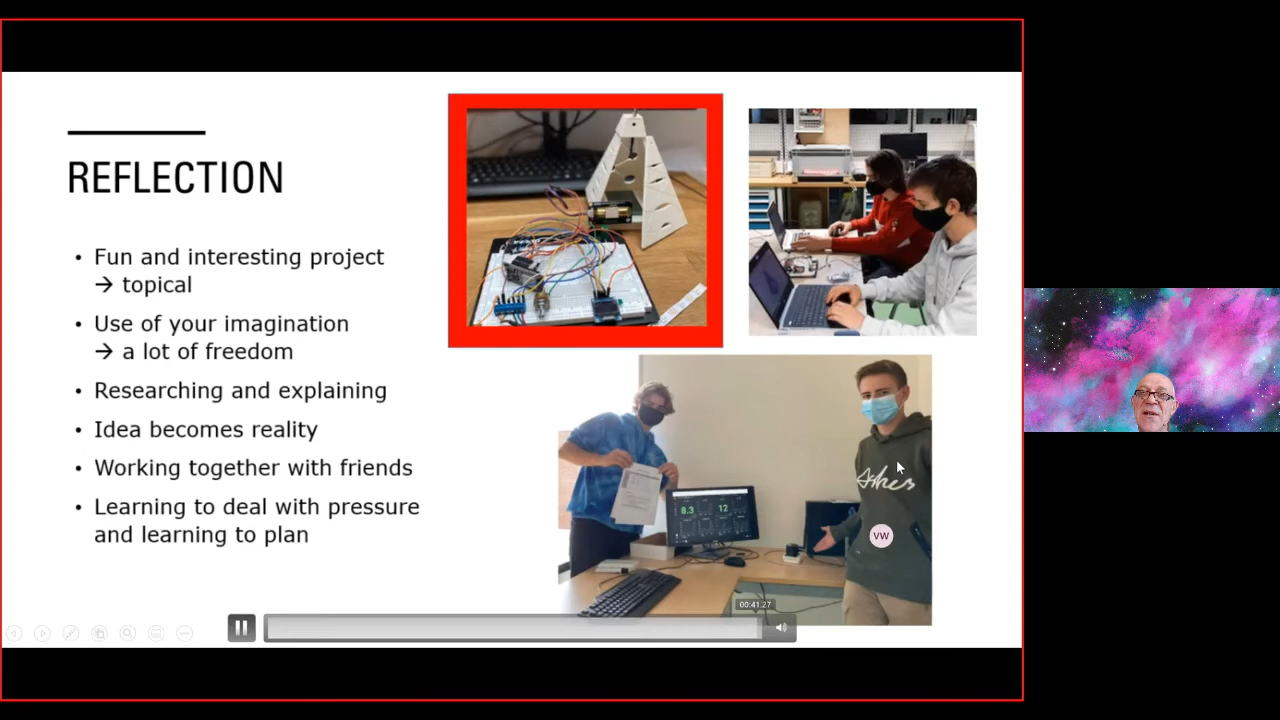 REFLECTION
• Fun and interesting project
→ topical
• Use of your imagination
→ a lot of freedom
• Researching and explaining
• Idea becomes reality
• Working together with friends
• Learning to deal with pressure
and learning to plan
8.3
12
Ashes
VW
00:41.27